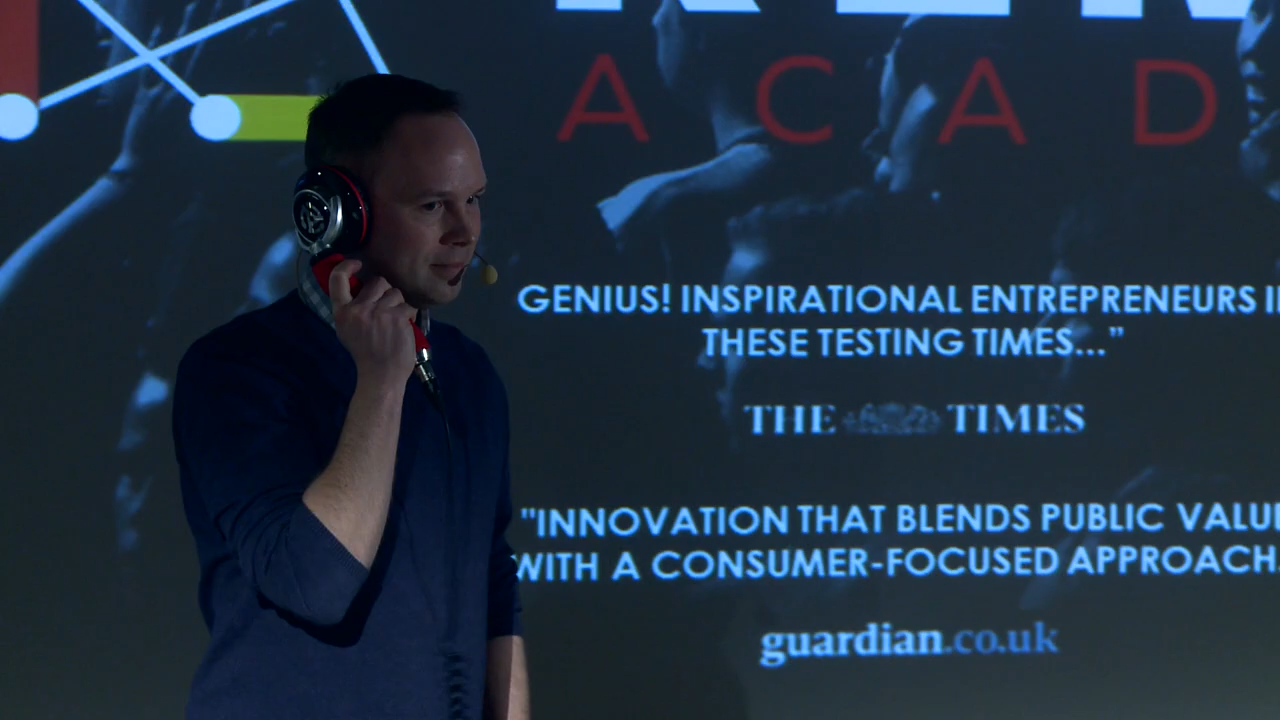 ACAD
GENIUS! INSPIRATIONAL ENTREPRENEURS
THESE TESTING TIMES..."
THE TIMES
"INNOVATION THAT BLENDS PUBLIC
WITH A CONSUMER-FOCUSED APPROACH
guardian.co.uk